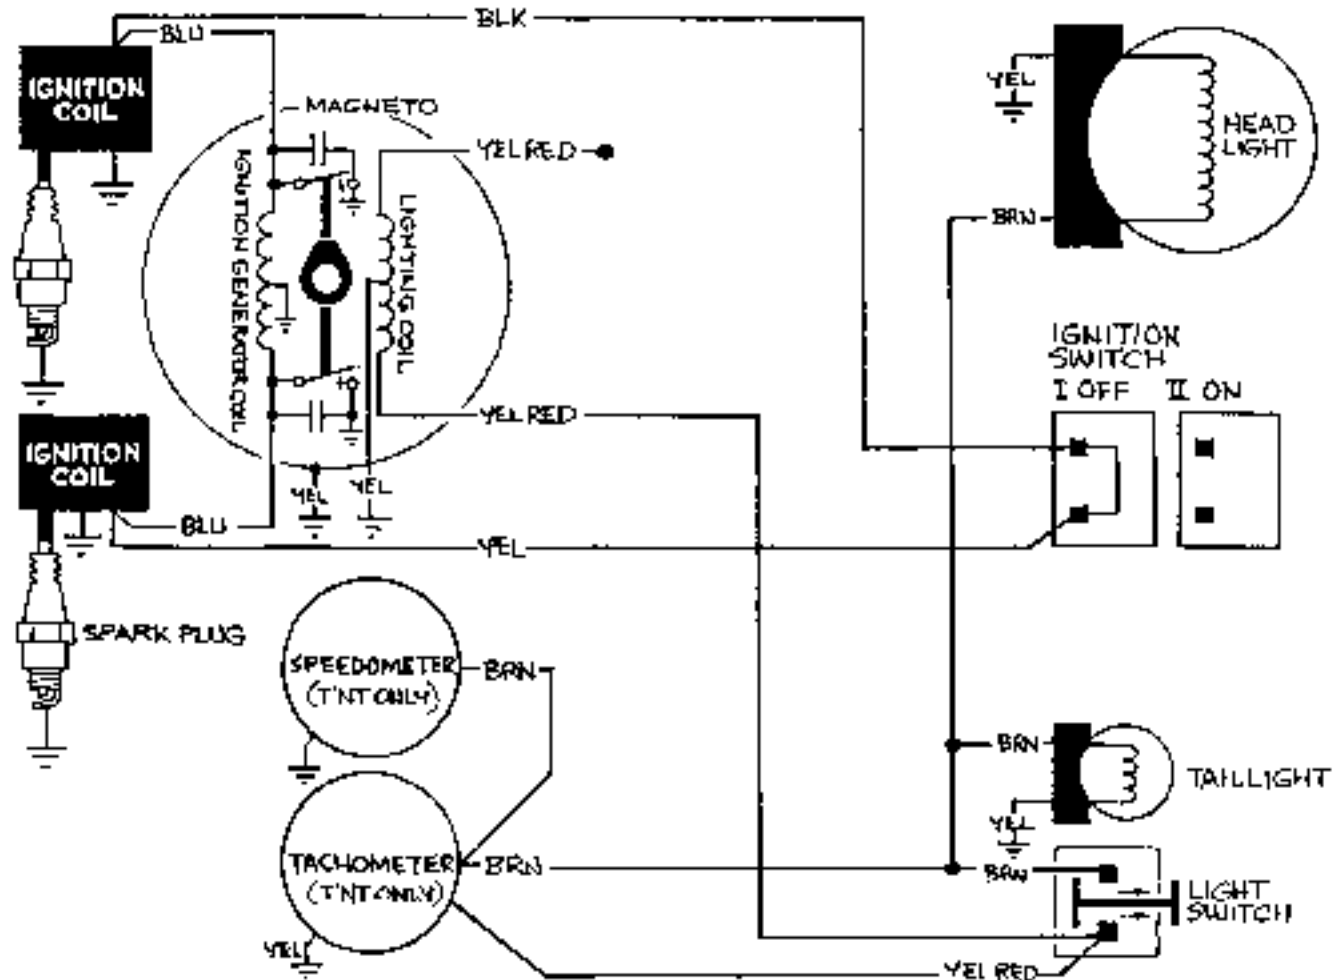 BLK
BLU
IGNITION
COIL
MAGNETO
YEL
HEAD
LIGHT
YEL RED
IGNITION GENERATOR COIL
LIGHTING COIL
BRN
IGNITION
SWITCH
I OFF
II ON
YEL RED
IGNITION
COIL
YEL
YEL
BLU
YEL
SPARK PLUG
SPEEDOMETER
(T'NT ONLY)
BRN
BRN
TAILLIGHT
YEL
TACHOMETER
(T'NT ONLY)
BRN
BRN
LIGHT
SWITCH
YEL
YEL RED